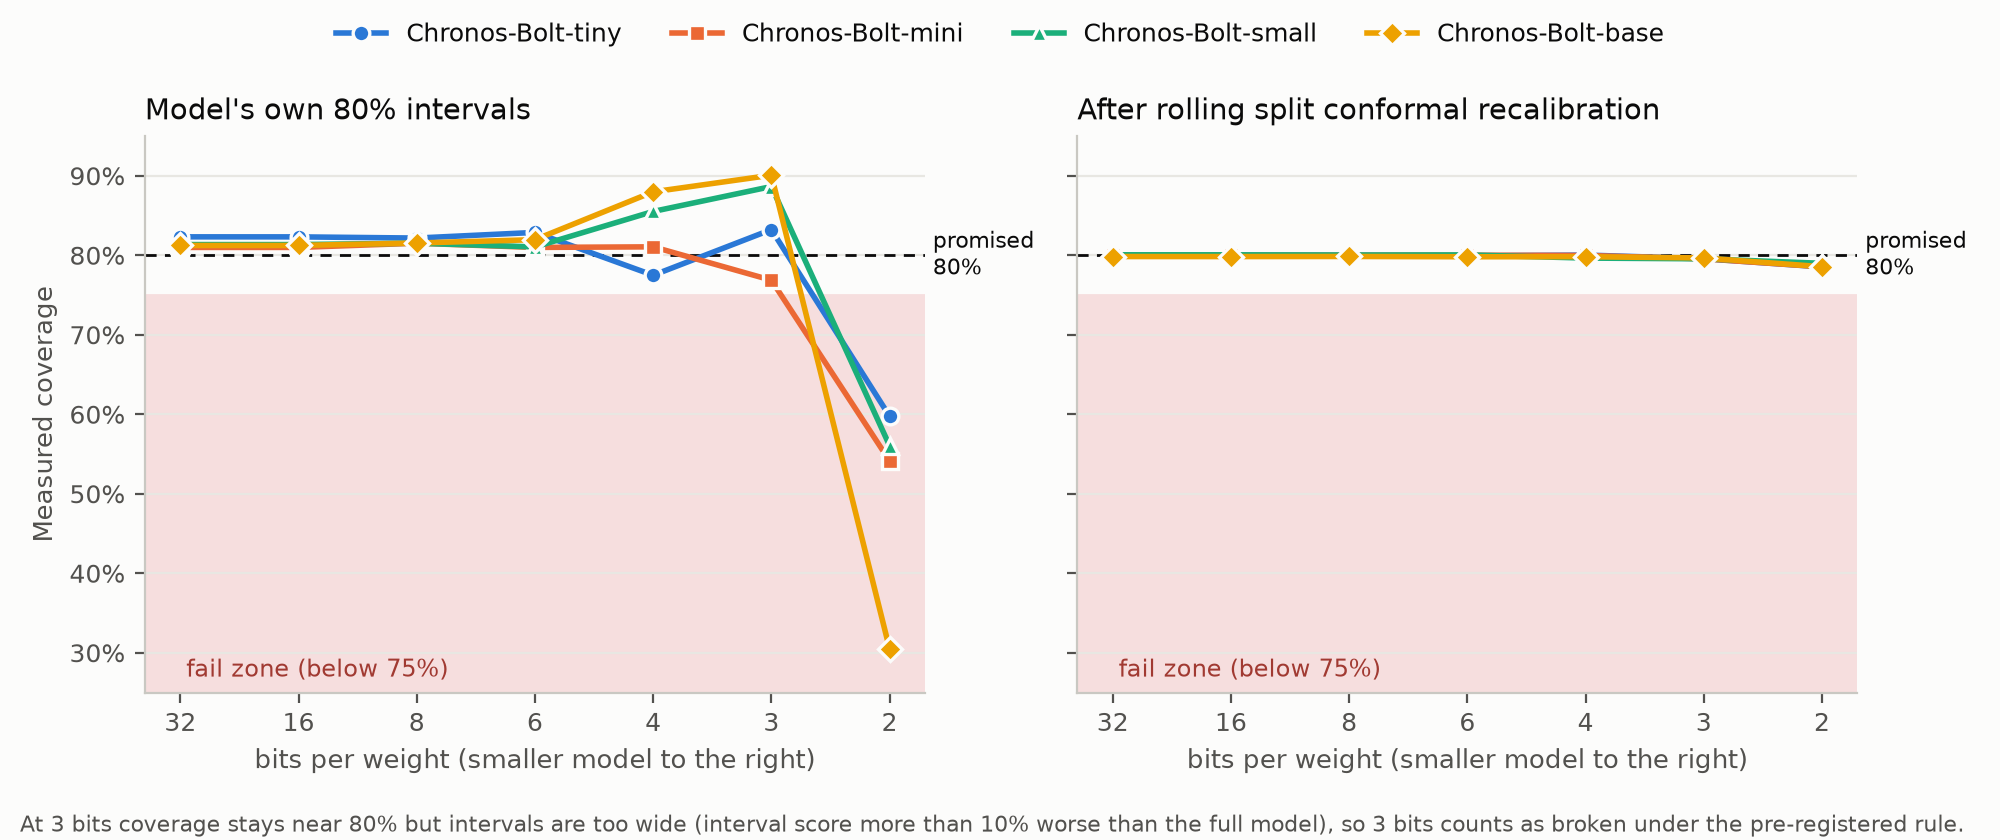 Chronos-Bolt-tiny
Chronos-Bolt-mini
Chronos-Bolt-small
Chronos-Bolt-base
Model's own 80% intervals
Measured coverage
90%
80%
70%
60%
50%
40%
30%
promised
80%
fail zone (below 75%)
32
16
8
6
4
3
2
bits per weight (smaller model to the right)
After rolling split conformal recalibration
promised
80%
fail zone (below 75%)
32
16
8
6
4
3
2
bits per weight (smaller model to the right)
At 3 bits coverage stays near 80% but intervals are too wide (interval score more than 10% worse than the full model), so 3 bits counts as broken under the pre-registered rule.